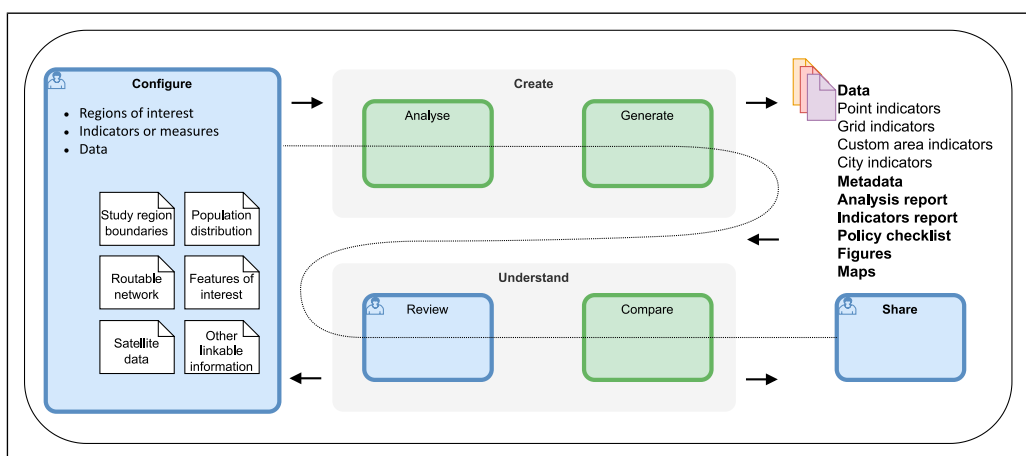 Configure
• Regions of interest
• Indicators or measures
• Data
Study region
boundaries
Population
distribution
Routable
network
Features of
interest
Satellite
data
Other
linkable
information
Create
Analyse
Generate
Data
Point indicators
Grid indicators
Custom area indicators
City indicators
Metadata
Analysis report
Indicators report
Policy checklist
Figures
Maps
Understand
Review
Compare
Share